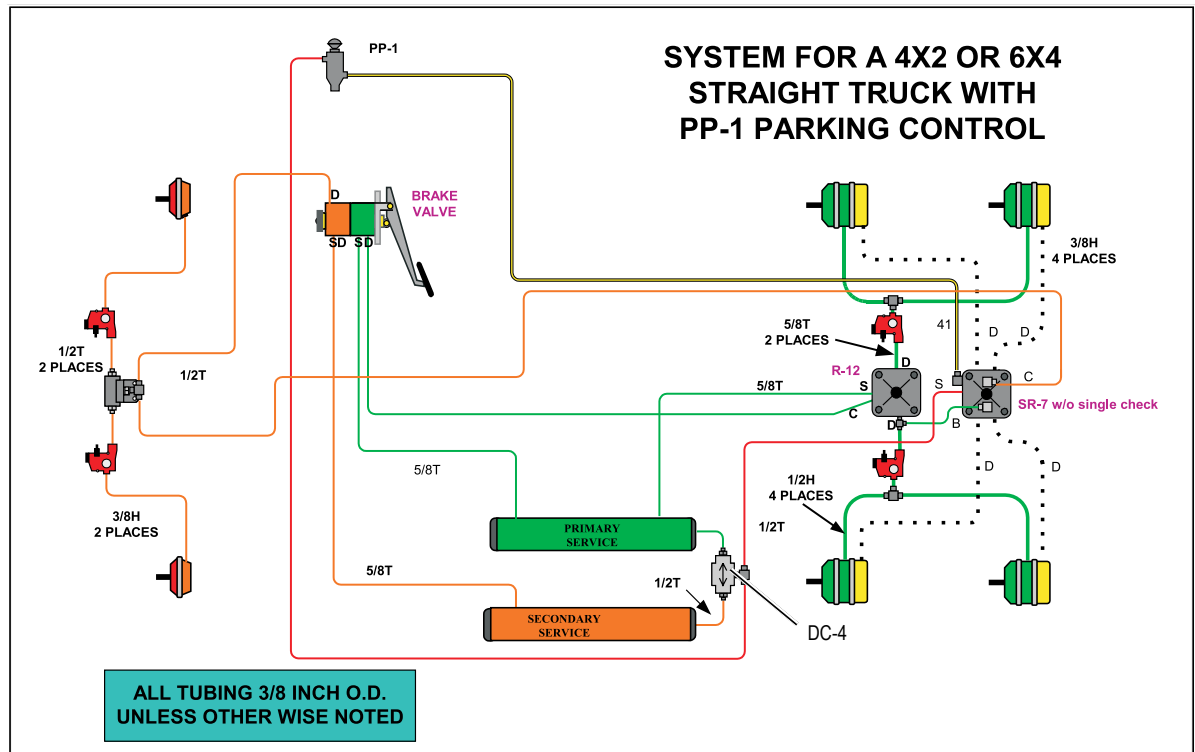 PP-1
SYSTEM FOR A 4X2 OR 6X4
STRAIGHT TRUCK WITH
PP-1 PARKING CONTROL
D
BRAKE
VALVE
S D
S D
3/8H
4 PLACES
1/2T
2 PLACES
1/2T
5/8T
2 PLACES
41
D
D
D
R-12
S
S
C
5/8T
C
SR-7 w/o single check
D
B
5/8T
D
D
1/2H
4 PLACES
3/8H
2 PLACES
PRIMARY
SERVICE
1/2T
5/8T
1/2T
SECONDARY
SERVICE
DC-4
ALL TUBING 3/8 INCH O.D.
UNLESS OTHER WISE NOTED